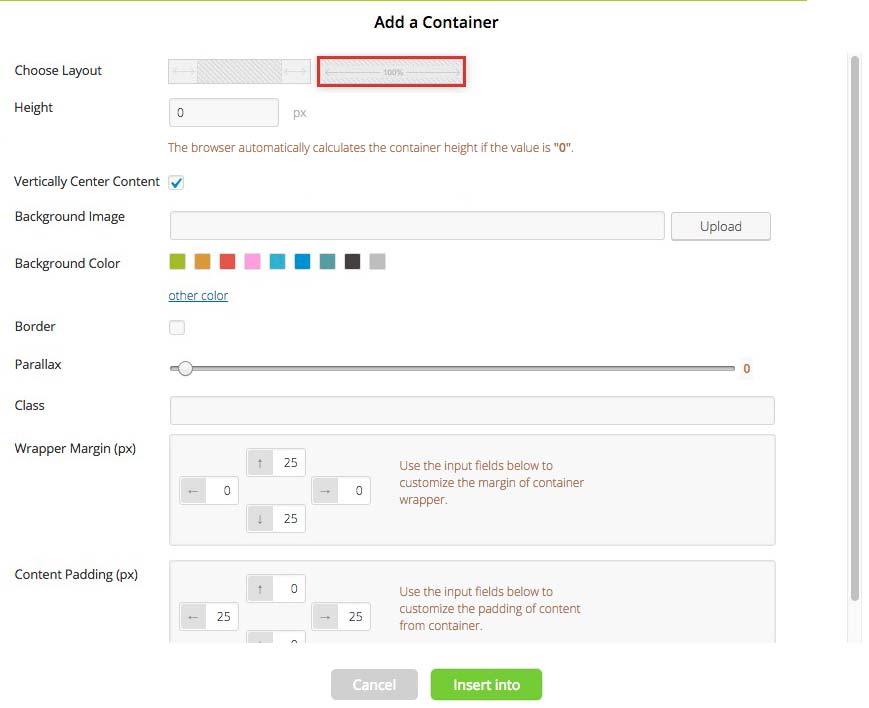 Add a Container
Choose Layout
100%
Height
0
px
The browser automatically calculates the container height if the value is "0".
Vertically Center Content
Background Image
Upload
Background Color
other color
Border
Parallax
0
Class
Wrapper Margin (px)
↑ 25
← 0
→ 0
↓ 25
Use the input fields below to
customize the margin of container
wrapper.
Content Padding (px)
↑ 0
← 25
→ 25
Use the input fields below to
customize the padding of content
from container.
Cancel
Insert into